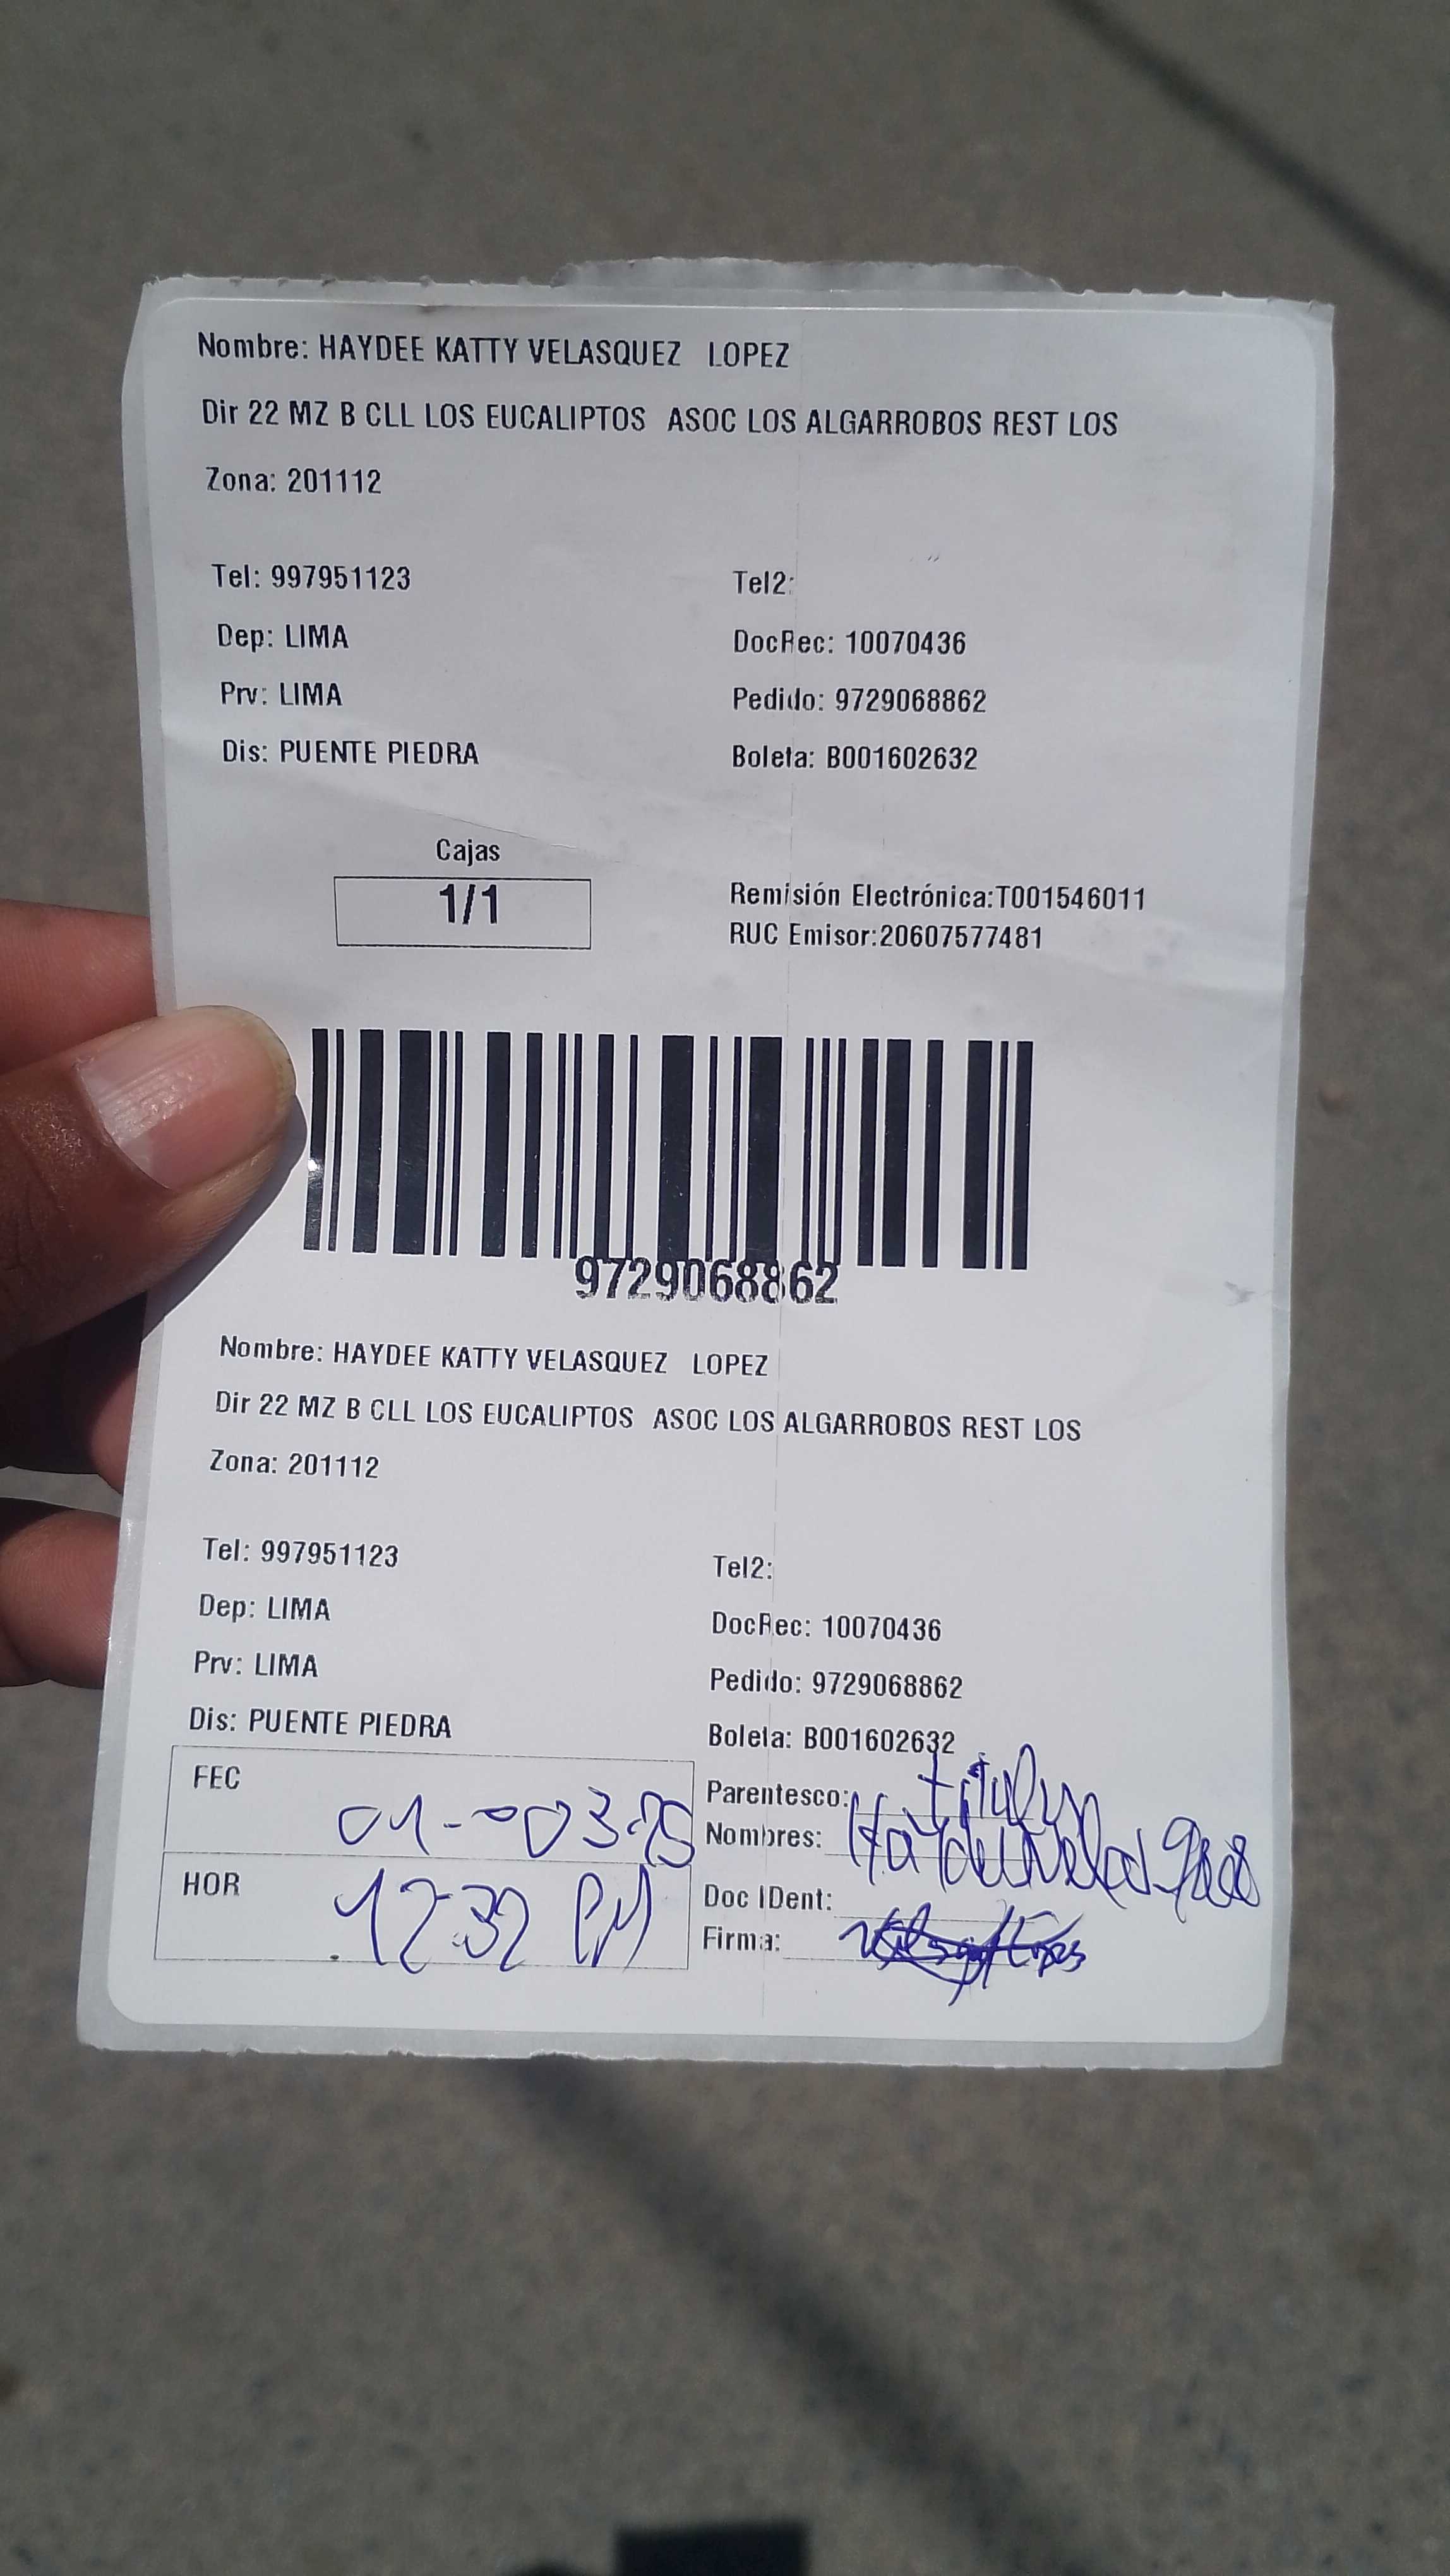 Nombre: HAYDEE KATTY VELASQUEZ LOPEZ
Dir 22 MZ B CLL LOS EUCALIPTOS ASOC LOS ALGARROBOS REST LOS
Zona: 201112
Tel: 997951123 Tel2:
Dep: LIMA DocRec: 10070436
Prv: LIMA Pedido: 9729068862
Dis: PUENTE PIEDRA Boleta: B001602632
Cajas
1/1
Remisión Electrónica:T001546011
RUC Emisor:20607577481
9729068862
Nombre: HAYDEE KATTY VELASQUEZ LOPEZ
Dir 22 MZ B CLL LOS EUCALIPTOS ASOC LOS ALGARROBOS REST LOS
Zona: 201112
Tel: 997951123 Tel2:
Dep: LIMA DocRec: 10070436
Prv: LIMA Pedido: 9729068862
Dis: PUENTE PIEDRA Boleta: B001602632
FEC Parentesco:
Nombres:
HOR 12:32 PM Doc IDent:
Firma: